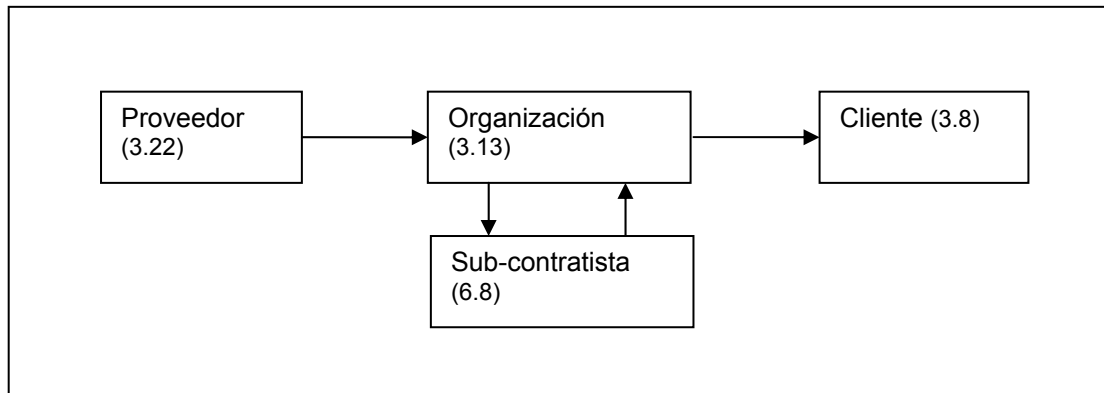 Proveedor
(3.22)
Organización
(3.13)
Cliente (3.8)
Sub-contratista
(6.8)